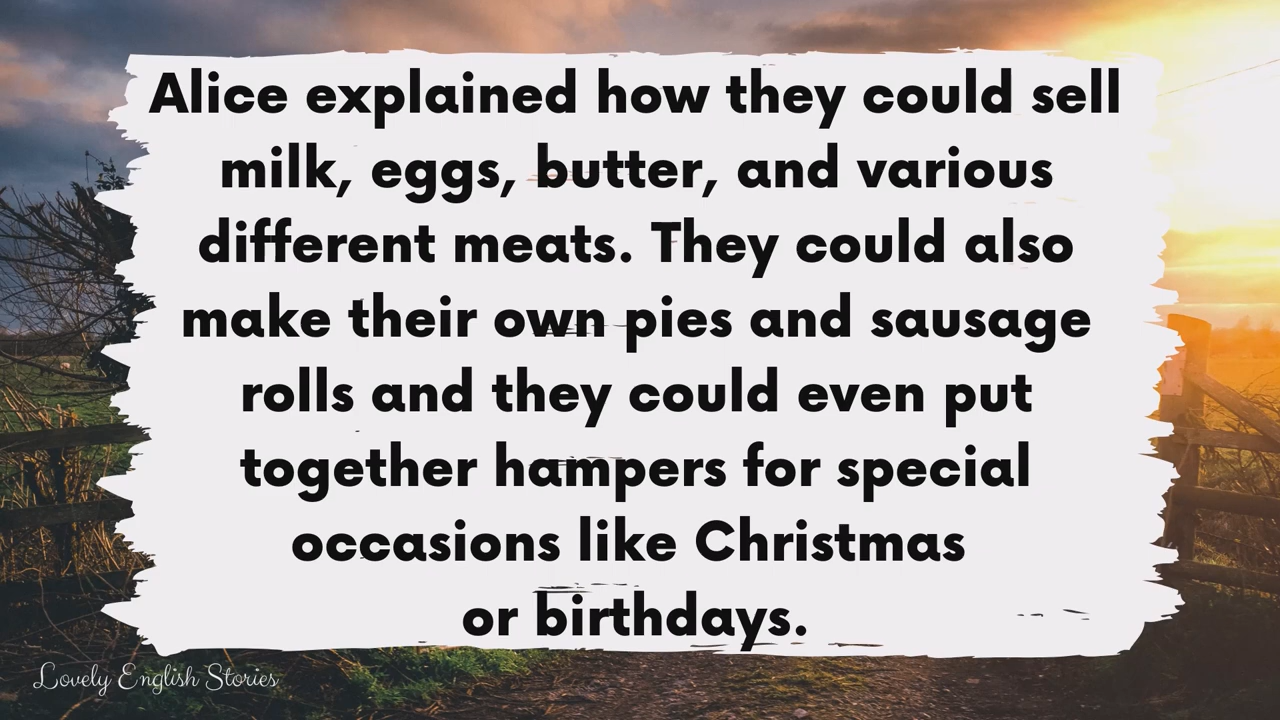 Alice explained how they could sell
milk, eggs, butter, and various
different meats. They could also
make their own pies and sausage
rolls and they could even put
together hampers for special
occasions like Christmas
or birthdays.
Lovely English Stories